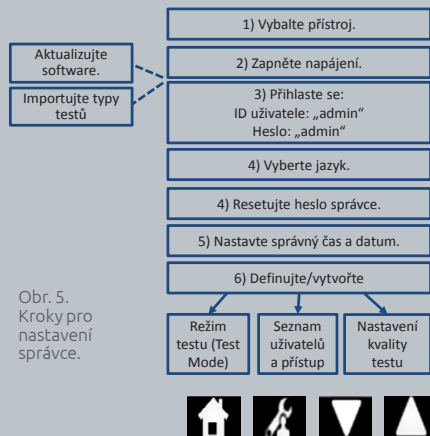 1) Vybalte přístroj.
Aktualizujte
software.
2) Zapněte napájení.
Importujte typy
testů
3) Přihlaste se:
ID uživatele: „admin“
Heslo: „admin“
4) Vyberte jazyk.
4) Resetujte heslo správce.
5) Nastavte správný čas a datum.
6) Definujte/vytvořte
Obr. 5.
Kroky pro
nastavení
správce.
Režim
testu (Test
Mode)
Seznam
uživatelů
a přístup
Nastavení
kvality
testu